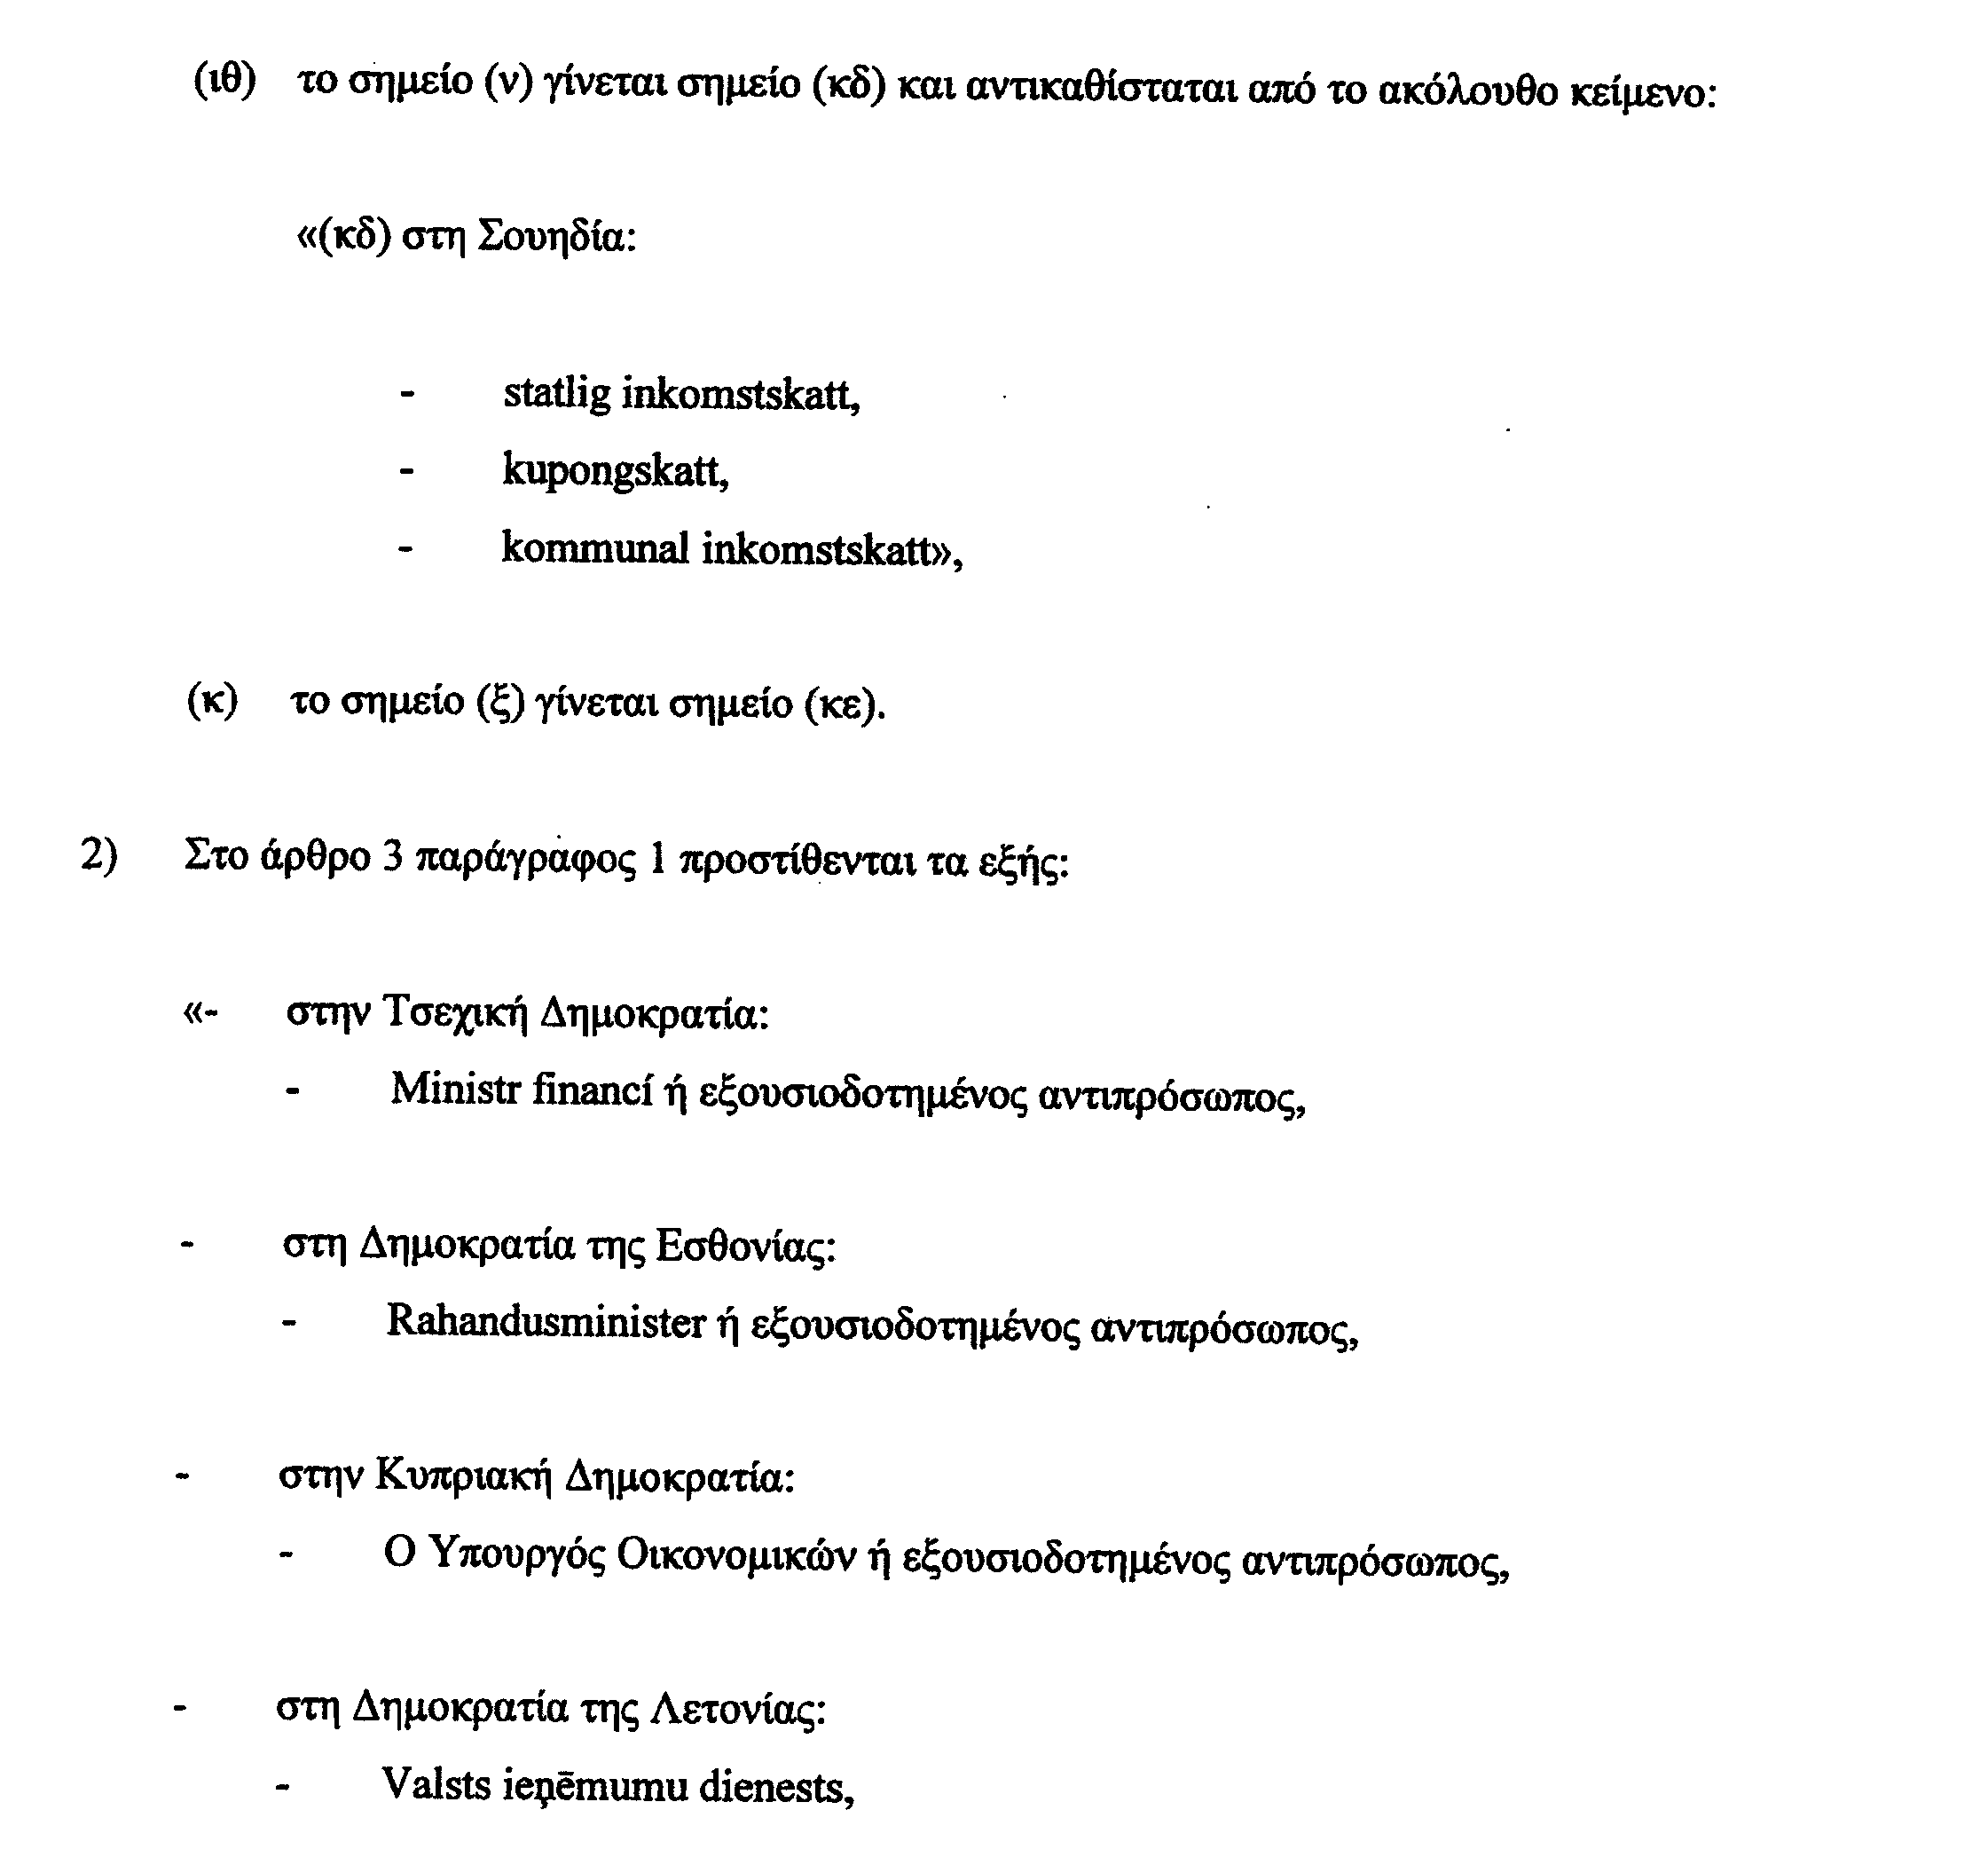 (ιθ) το σημείο (ν) γίνεται σημείο (κδ) και αντικαθίσταται από το ακόλουθο κείμενο:
«(κδ) στη Σουηδία:
- statlig inkomstskatt,
- kupongskatt,
- kommunal inkomstskatt»,
(κ) το σημείο (ξ) γίνεται σημείο (κε).
2) Στο άρθρο 3 παράγραφος 1 προστίθενται τα εξής:
«- στην Τσεχική Δημοκρατία:
- Ministr financí ή εξουσιοδοτημένος αντιπρόσωπος,
- στη Δημοκρατία της Εσθονίας:
- Rahandusminister ή εξουσιοδοτημένος αντιπρόσωπος,
- στην Κυπριακή Δημοκρατία:
- Ο Υπουργός Οικονομικών ή εξουσιοδοτημένος αντιπρόσωπος,
- στη Δημοκρατία της Λετονίας:
- Valsts ieņēmumu dienests,